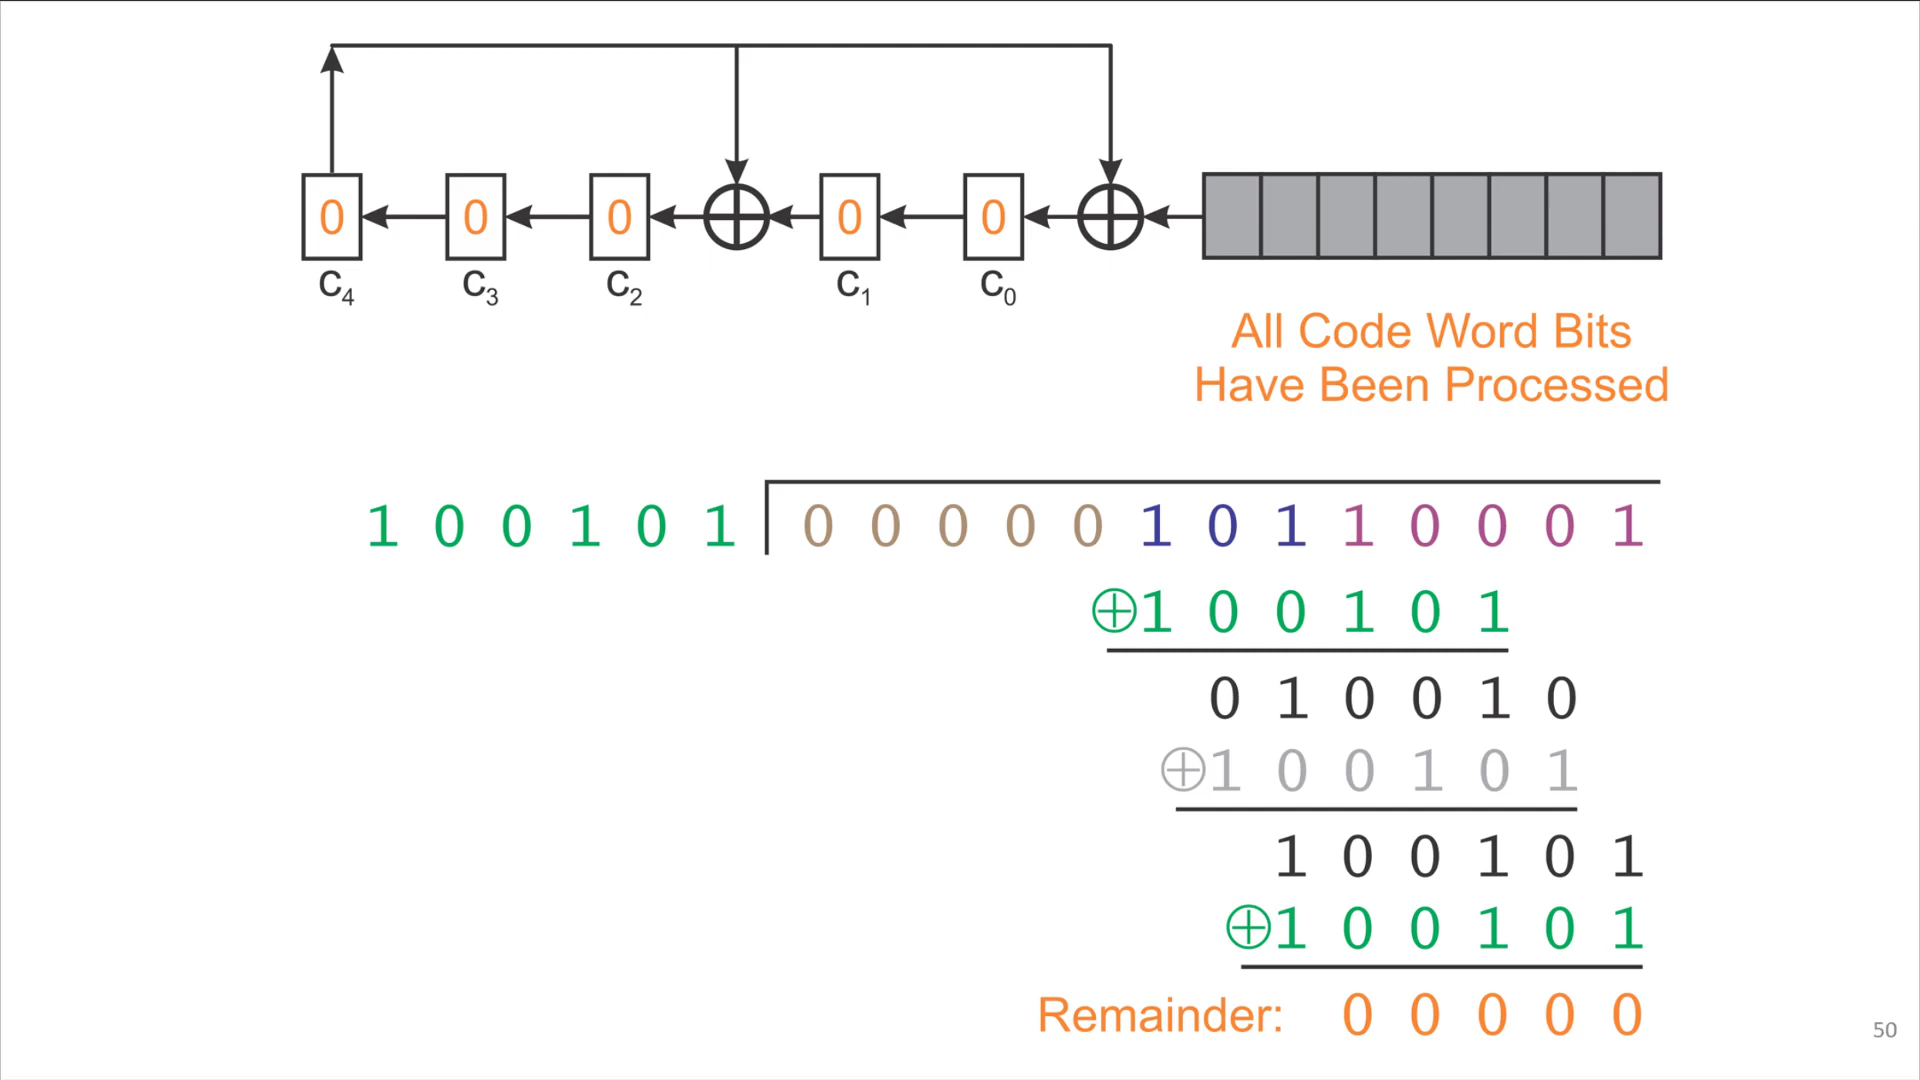 0 0 0 0 0
c4 c3 c2 c1 c0
All Code Word Bits
Have Been Processed
1 0 0 1 0 1 0 0 0 0 0 1 0 1 1 0 0 0 1
⊕1 0 0 1 0 1
0 1 0 0 1 0
⊕1 0 0 1 0 1
1 0 0 1 0 1
⊕1 0 0 1 0 1
Remainder: 0 0 0 0 0
50